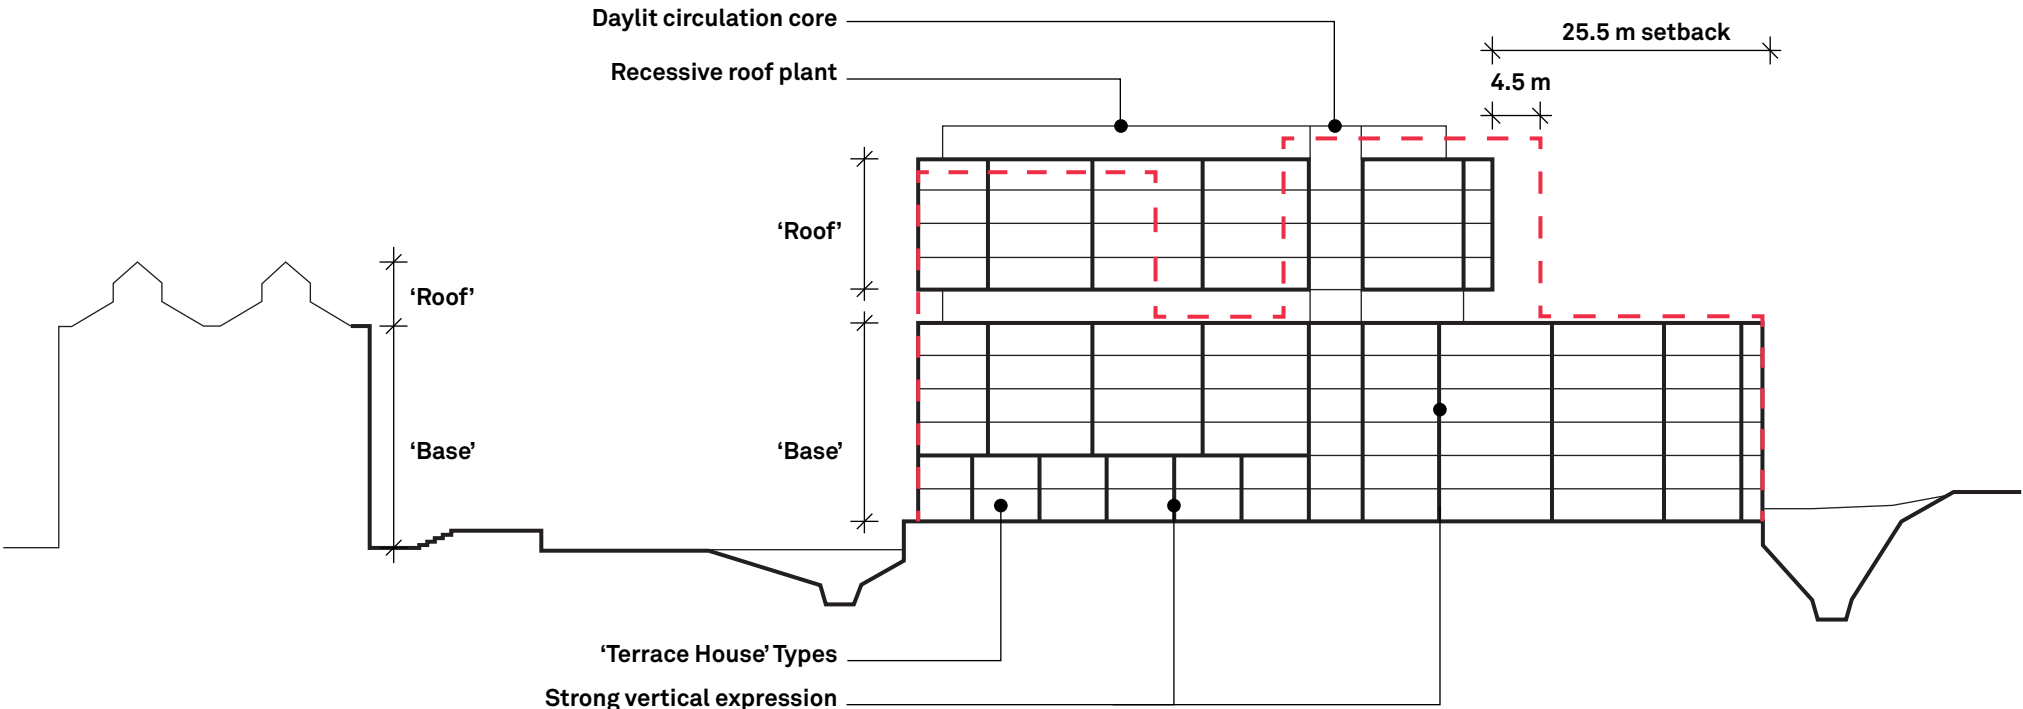 Daylit circulation core
25.5 m setback
Recessive roof plant
4.5 m
‘Roof’
‘Roof’
‘Base’
‘Base’
‘Terrace House’ Types
Strong vertical expression